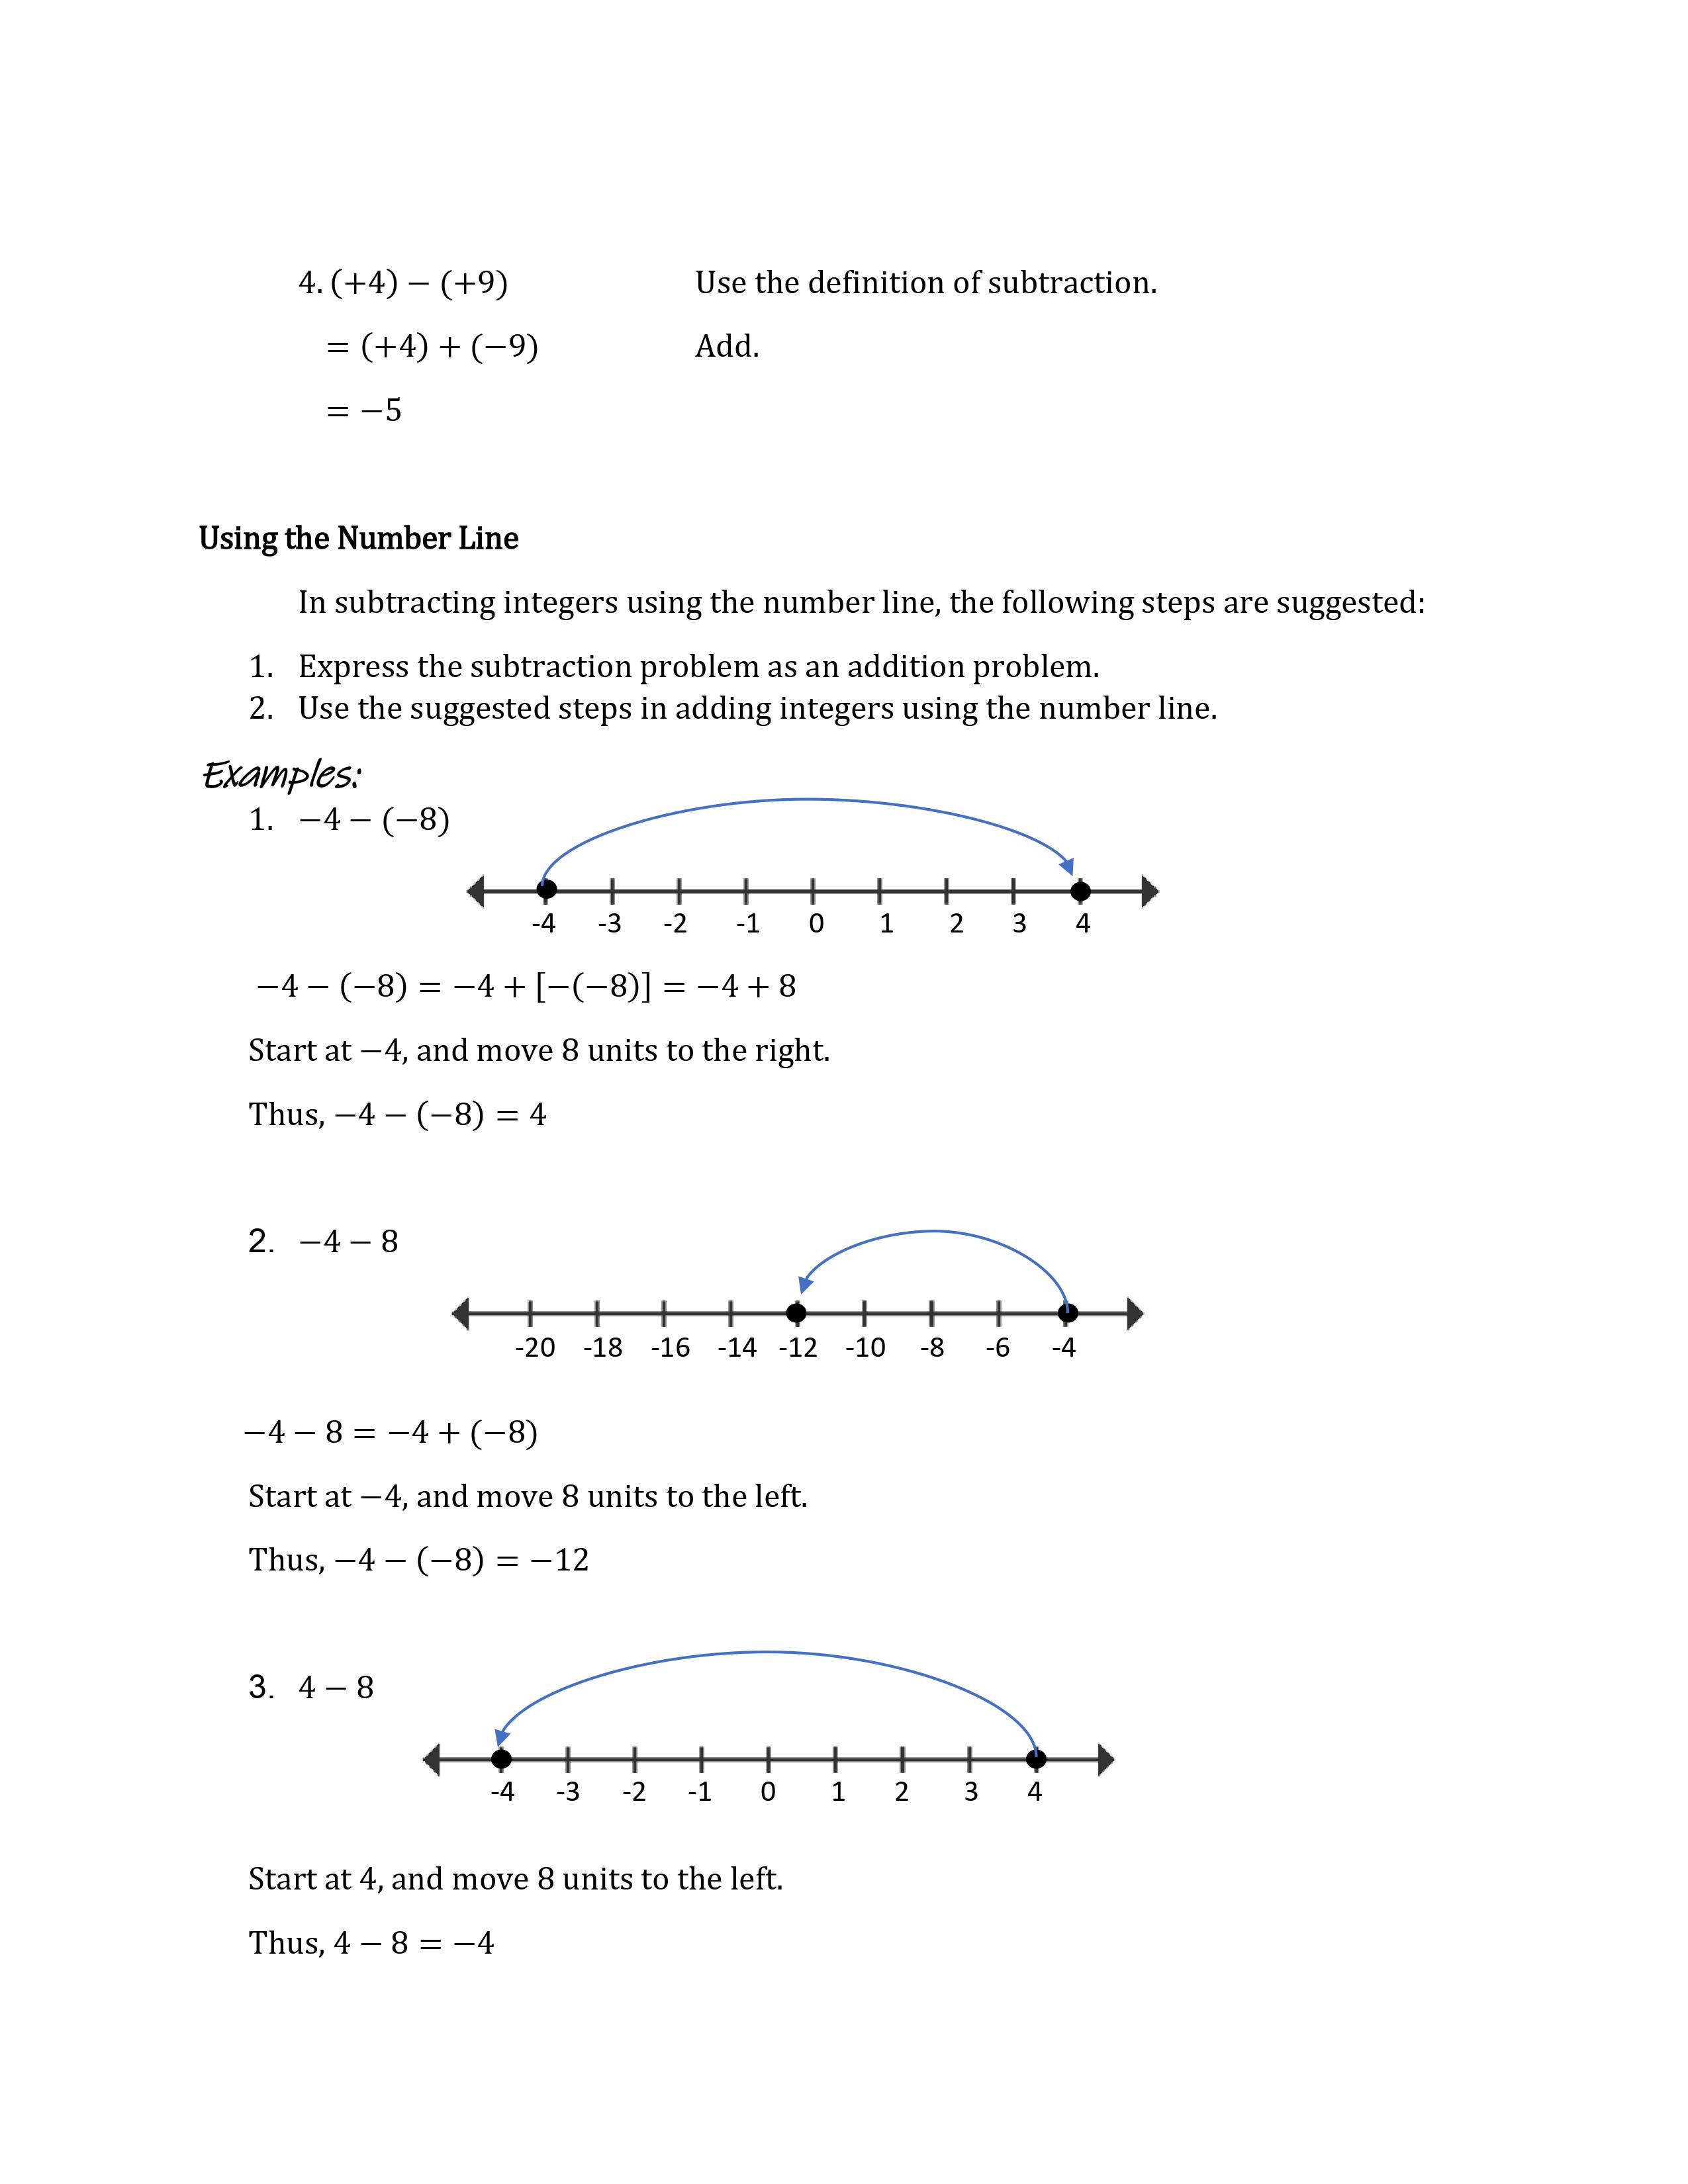 4. (+4) − (+9) Use the definition of subtraction.
= (+4) + (−9) Add.
= −5
Using the Number Line
In subtracting integers using the number line, the following steps are suggested:
1. Express the subtraction problem as an addition problem.
2. Use the suggested steps in adding integers using the number line.
Examples:
1. −4 − (−8)
-4 -3 -2 -1 0 1 2 3 4
−4 − (−8) = −4 + [−(−8)] = −4 + 8
Start at −4, and move 8 units to the right.
Thus, −4 − (−8) = 4
2. −4 − 8
-20 -18 -16 -14 -12 -10 -8 -6 -4
−4 − 8 = −4 + (−8)
Start at −4, and move 8 units to the left.
Thus, −4 − (−8) = −12
3. 4 − 8
-4 -3 -2 -1 0 1 2 3 4
Start at 4, and move 8 units to the left.
Thus, 4 − 8 = −4